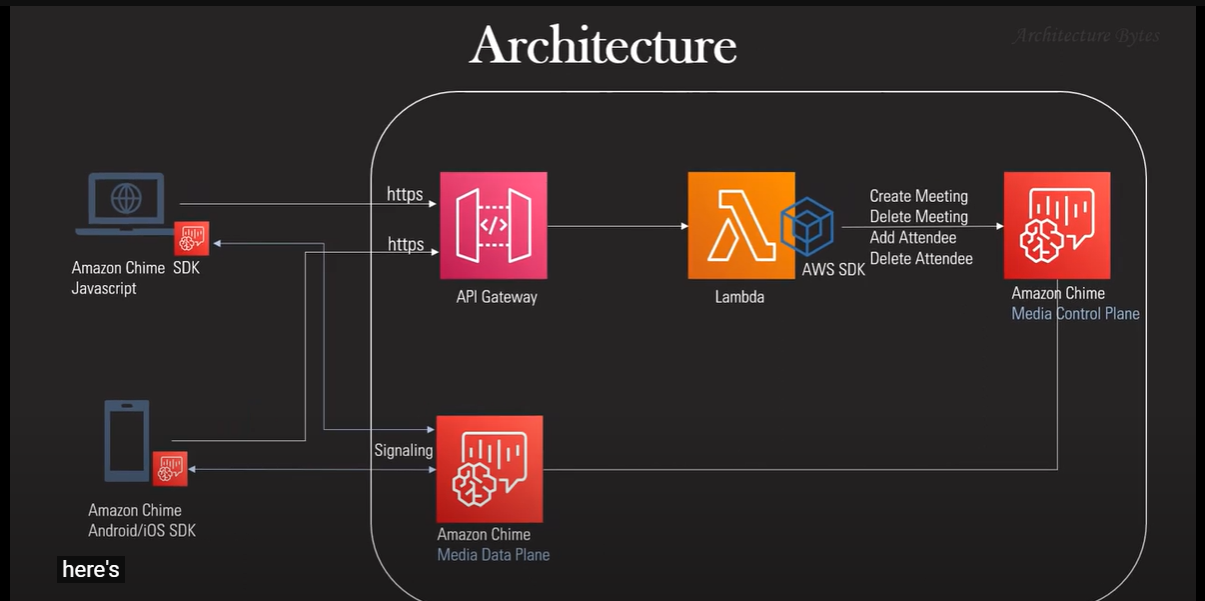 Architecture
Architecture Bytes
https
https
Amazon Chime SDK
Javascript
</>
API Gateway
Lambda
AWS SDK
Create Meeting
Delete Meeting
Add Attendee
Delete Attendee
Amazon Chime
Media Control Plane
Signaling
Amazon Chime
Android/iOS SDK
Amazon Chime
Media Data Plane
here's